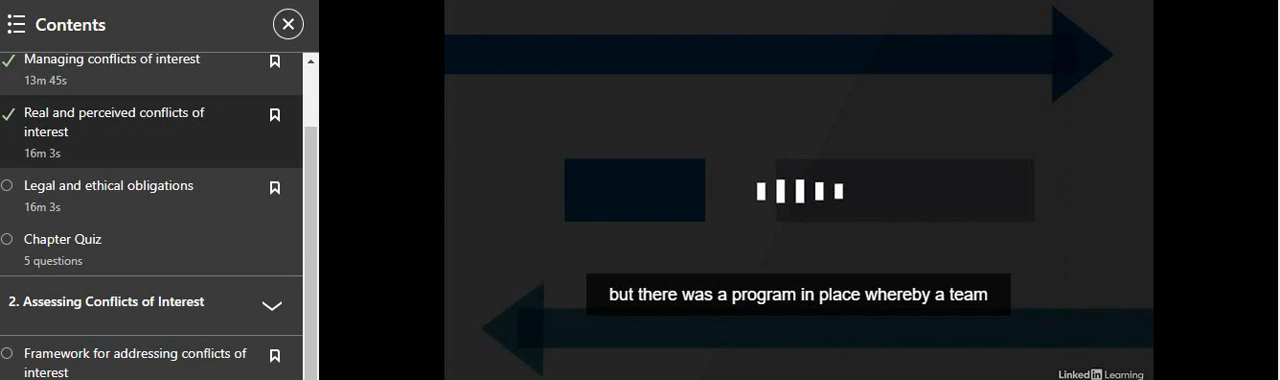 Contents
Managing conflicts of interest
13m 45s
Real and perceived conflicts of
interest
16m 3s
Legal and ethical obligations
16m 3s
Chapter Quiz
5 questions
2. Assessing Conflicts of Interest
Framework for addressing conflicts of
interest
but there was a program in place whereby a team
Linked in Learning